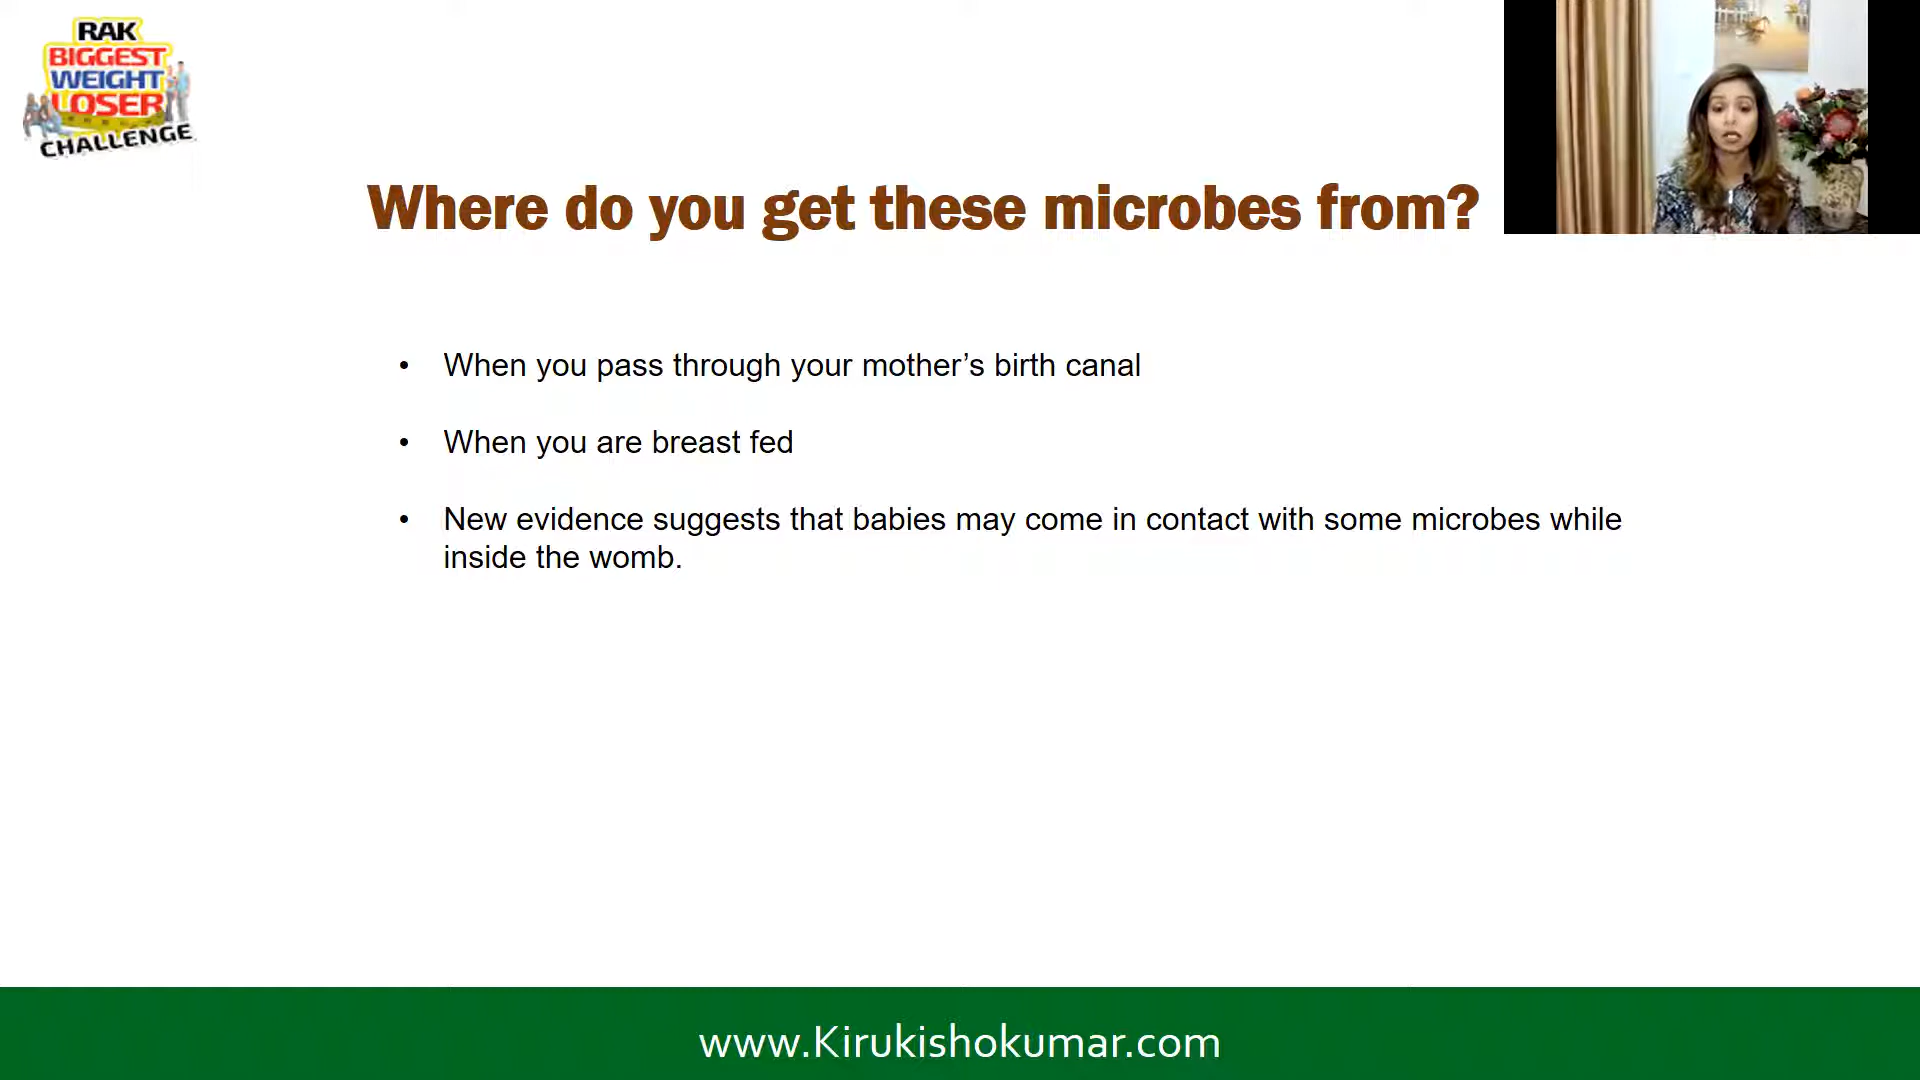 RAK
BIGGEST
WEIGHT
LOSER
CHALLENGE
Where do you get these microbes from?
• When you pass through your mother’s birth canal
• When you are breast fed
• New evidence suggests that babies may come in contact with some microbes while
inside the womb.
www.Kirukishokumar.com